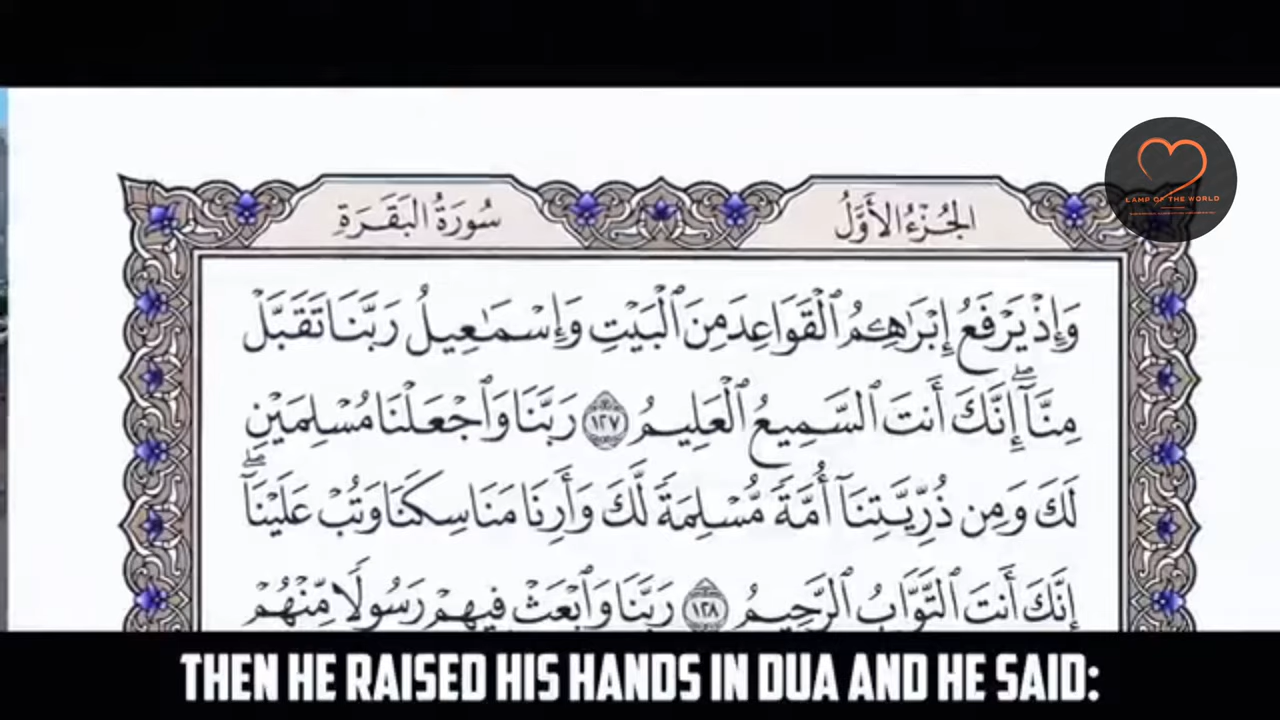 LAMP OF THE WORLD
الجُزْءُ الأَوَّلُ
سُورَةُ البَقَرَةِ
وَإِذْ يَرْفَعُ إِبْرَٰهِـۧمُ ٱلْقَوَاعِدَ مِنَ ٱلْبَيْتِ وَإِسْمَـٰعِيلُ رَبَّنَا تَقَبَّلْ
مِنَّآ ۖ إِنَّكَ أَنتَ ٱلسَّمِيعُ ٱلْعَلِيمُ ١٢٧ رَبَّنَا وَٱجْعَلْنَا مُسْلِمَيْنِ
لَكَ وَمِن ذُرِّيَّتِنَآ أُمَّةً مُّسْلِمَةً لَّكَ وَأَرِنَا مَنَاسِكَنَا وَتُبْ عَلَيْنَآ ۖ
إِنَّكَ أَنتَ ٱلتَّوَّابُ ٱلرَّحِيمُ ١٢٨ رَبَّنَا وَٱبْعَثْ فِيهِمْ رَسُولًا مِّنْهُمْ
THEN HE RAISED HIS HANDS IN DUA AND HE SAID: